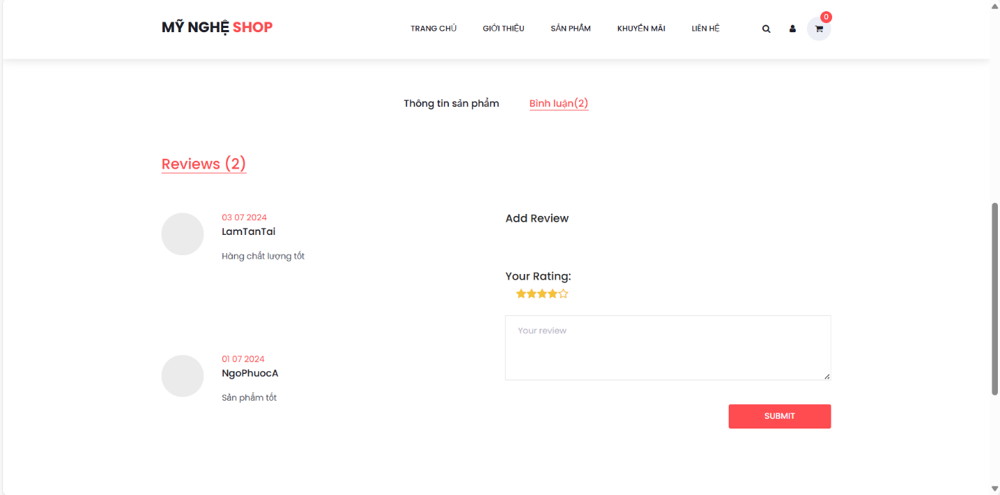 MỸ NGHỆ SHOP
TRANG CHỦ GIỚI THIỆU SẢN PHẨM KHUYẾN MÃI LIÊN HỆ 0
Thông tin sản phẩm Bình luận(2)
Reviews (2)
03 07 2024
LamTanTai
Hàng chất lượng tốt
01 07 2024
NgoPhuocA
Sản phẩm tốt
Add Review
Your Rating:
Your review
SUBMIT